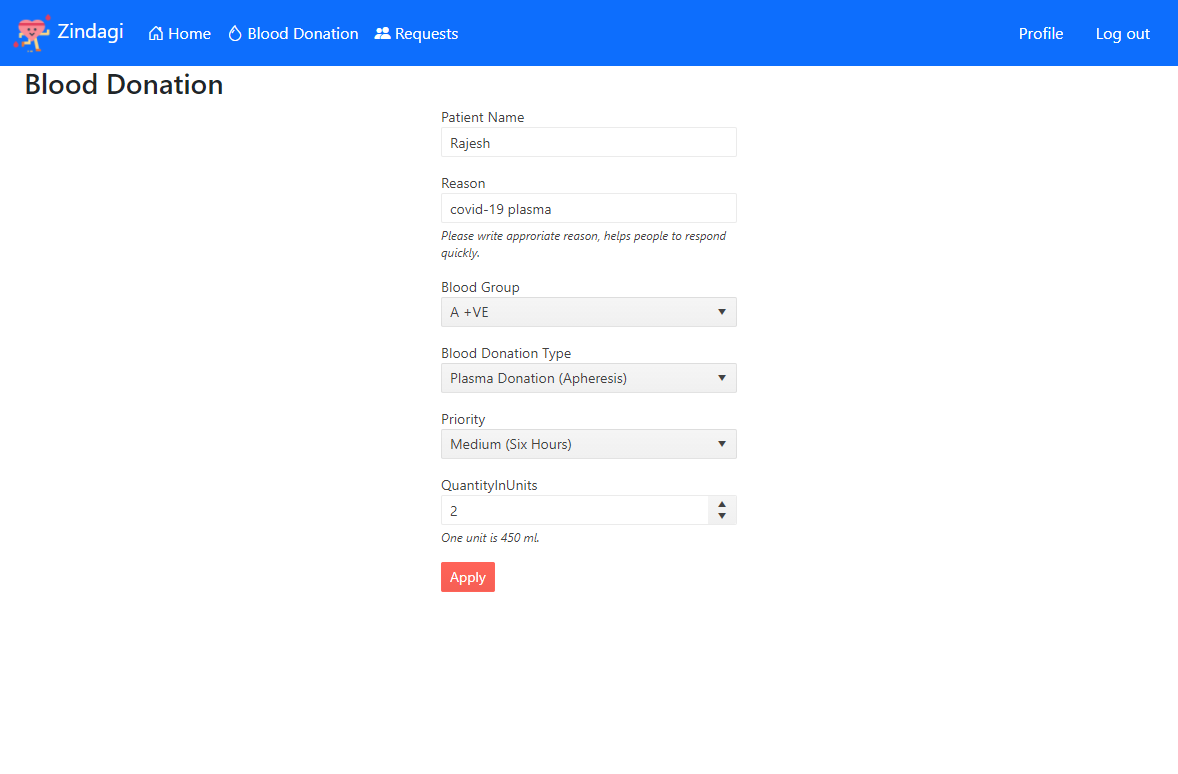 Zindagi
Home
Blood Donation
Requests
Profile
Log out
Blood Donation
Patient Name
Rajesh
Reason
covid-19 plasma
Please write approriate reason, helps people to respond
quickly.
Blood Group
A +VE
Blood Donation Type
Plasma Donation (Apheresis)
Priority
Medium (Six Hours)
QuantityInUnits
2
One unit is 450 ml.
Apply